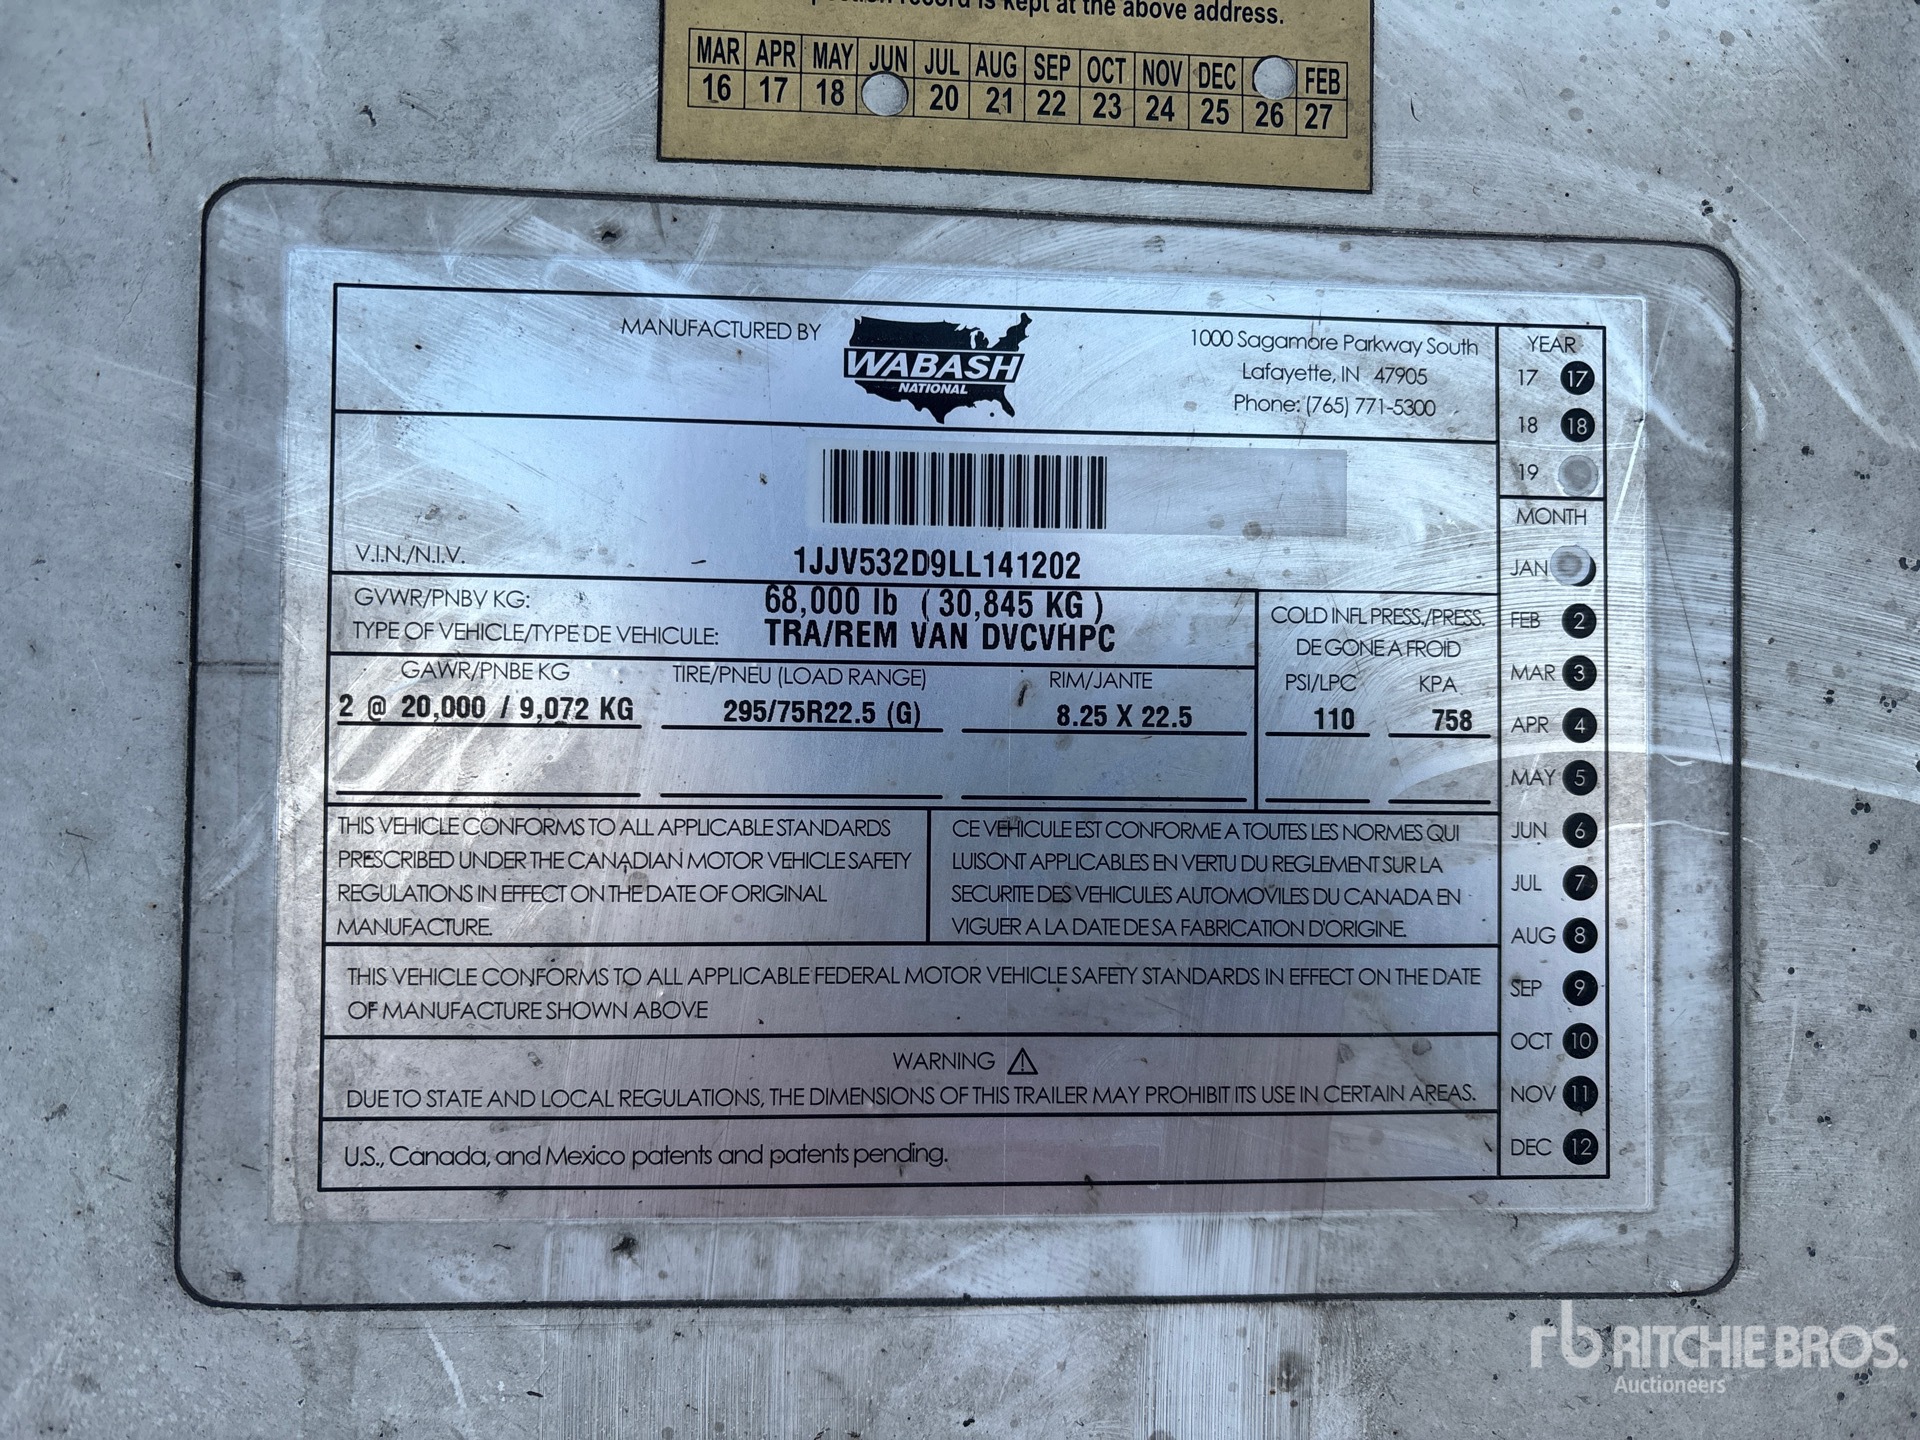 record is kept at the above address.
MAR APR MAY JUN JUL AUG SEP OCT NOV DEC FEB
16 17 18 20 21 22 23 24 25 26 27
MANUFACTURED BY
WABASH
NATIONAL
1000 Sagamore Parkway South
Lafayette, IN 47905
Phone: (765) 771-5300
V.I.N./N.I.V.
1JJV532D9LL141202
GVWR/PNBV KG:
68,000 lb ( 30,845 KG )
TYPE OF VEHICLE/TYPE DE VEHICULE:
TRA/REM VAN DVCVHPC
COLD INFL PRESS./PRESS.
DE GONE A FROID
GAWR/PNBE KG
TIRE/PNEU (LOAD RANGE)
RIM/JANTE
PSI/LPC
KPA
2 @ 20,000 / 9,072 KG
295/75R22.5 (G)
8.25 X 22.5
110
758
THIS VEHICLE CONFORMS TO ALL APPLICABLE STANDARDS
PRESCRIBED UNDER THE CANADIAN MOTOR VEHICLE SAFETY
REGULATIONS IN EFFECT ON THE DATE OF ORIGINAL
MANUFACTURE.
CE VEHICULE EST CONFORME A TOUTES LES NORMES QUI
LUI SONT APPLICABLES EN VERTU DU REGLEMENT SUR LA
SECURITE DES VEHICULES AUTOMOVILES DU CANADA EN
VIGUER A LA DATE DE SA FABRICATION D'ORIGINE.
THIS VEHICLE CONFORMS TO ALL APPLICABLE FEDERAL MOTOR VEHICLE SAFETY STANDARDS IN EFFECT ON THE DATE
OF MANUFACTURE SHOWN ABOVE
WARNING
DUE TO STATE AND LOCAL REGULATIONS, THE DIMENSIONS OF THIS TRAILER MAY PROHIBIT ITS USE IN CERTAIN AREAS.
U.S., Canada, and Mexico patents and patents pending.
YEAR
17 17
18 18
19
MONTH
JAN
FEB 2
MAR 3
APR 4
MAY 5
JUN 6
JUL 7
AUG 8
SEP 9
OCT 10
NOV 11
DEC 12
rb RITCHIE BROS.
Auctioneers